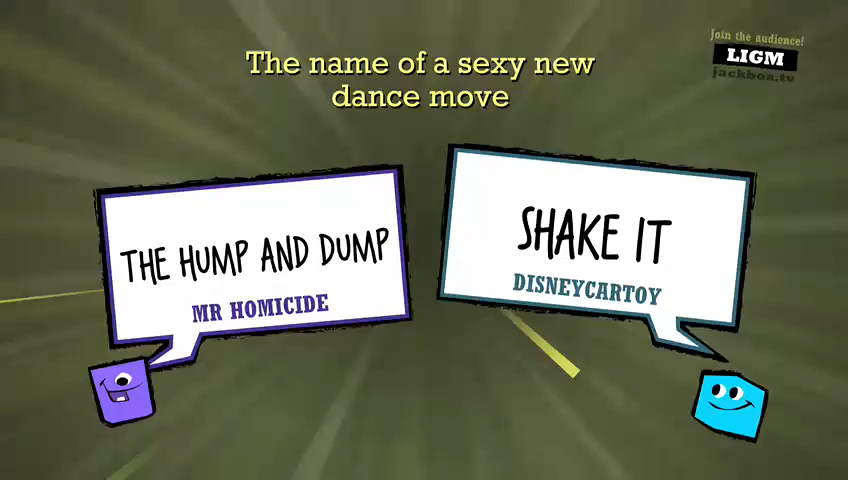 Join the audience!
LIGM
jackbox.tv
The name of a sexy new
dance move
THE HUMP AND DUMP
MR HOMICIDE
SHAKE IT
DISNEYCARTOY